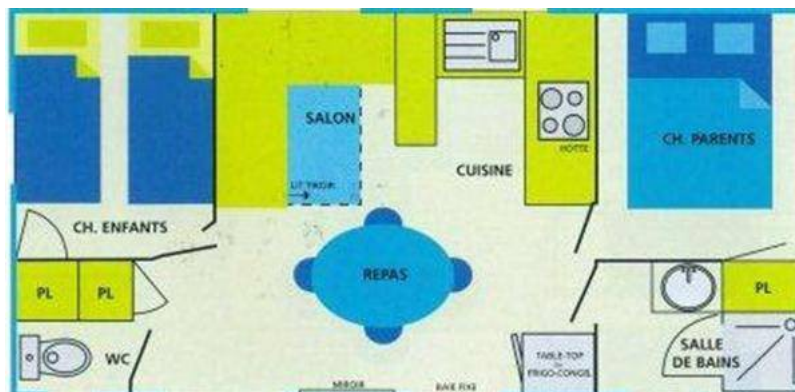 SALON
CH. PARENTS
HOTTE
CUISINE
LIT TIROIR
CH. ENFANTS
REPAS
PL
PL
PL
WC
SALLE
DE BAINS
TABLE-TOP
FRIGO-CONG.
MIROIR
BAIE FIXE